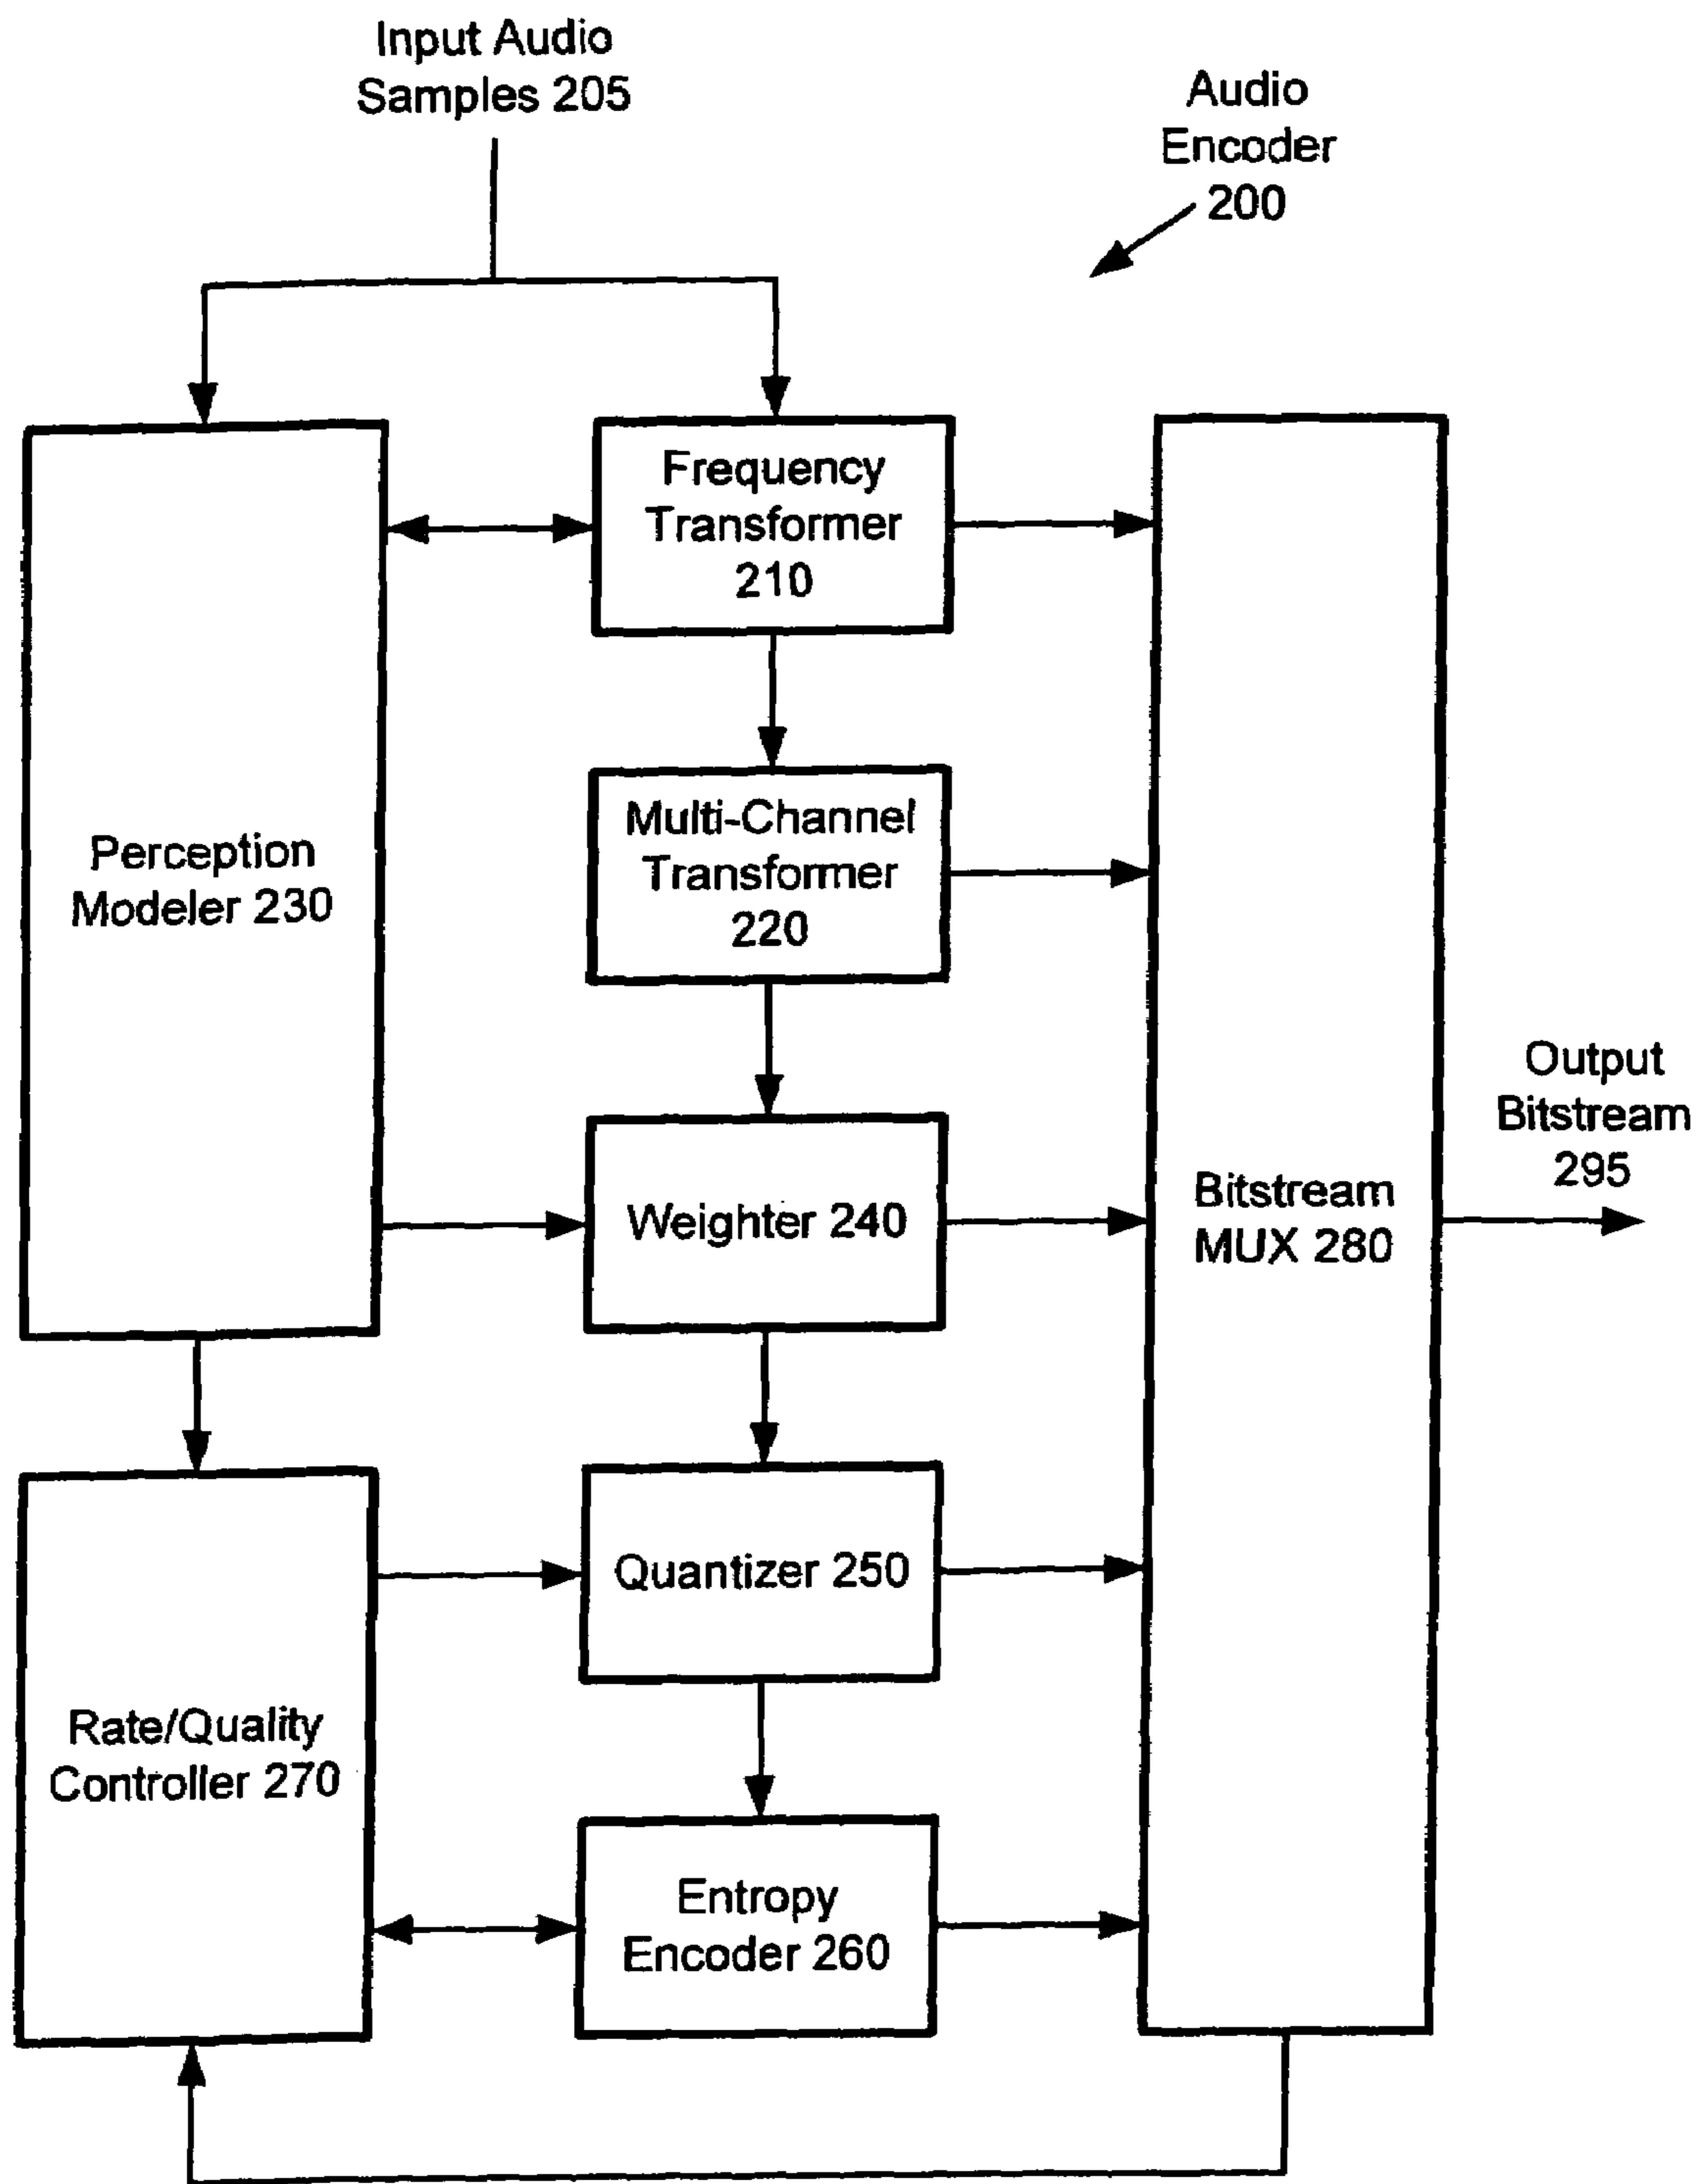 Input Audio
Samples 205
Audio
Encoder
200
Frequency
Transformer
210
Multi-Channel
Transformer
220
Perception
Modeler 230
Output
Bitstream
295
Weighter 240
Bitstream
MUX 280
Quantizer 250
Rate/Quality
Controller 270
Entropy
Encoder 260